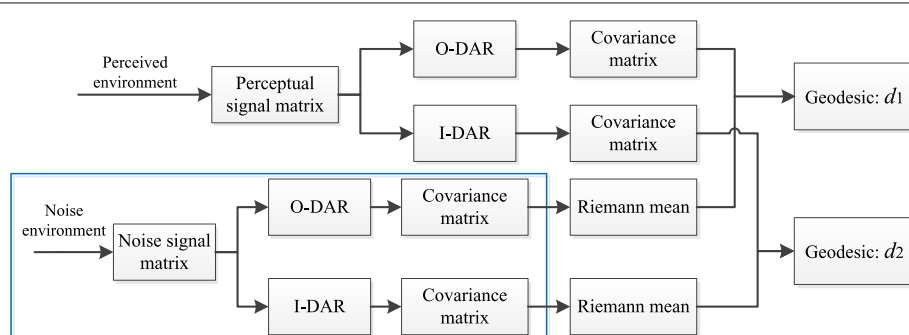 Perceived
environment
Perceptual
signal matrix
O-DAR
Covariance
matrix
I-DAR
Covariance
matrix
Geodesic: d1
Noise
environment
Noise signal
matrix
O-DAR
Covariance
matrix
Riemann mean
I-DAR
Covariance
matrix
Riemann mean
Geodesic: d2